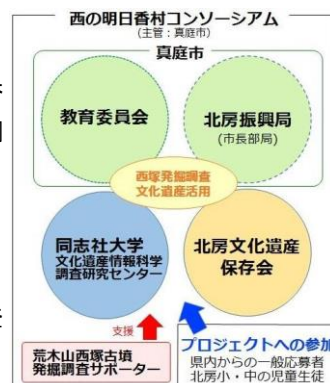 西の明日香村コンソーシアム
(主管:真庭市)
真庭市
教育委員会
北房振興局
(市長部局)
西塚発掘調査
文化遺産活用
同志社大学
文化遺産情報科学
調査研究センター
北房文化遺産
保存会
支援
荒木山西塚古墳
発掘調査サポーター
プロジェクトへの参加
県内からの一般応募者
北房小・中の児童生徒